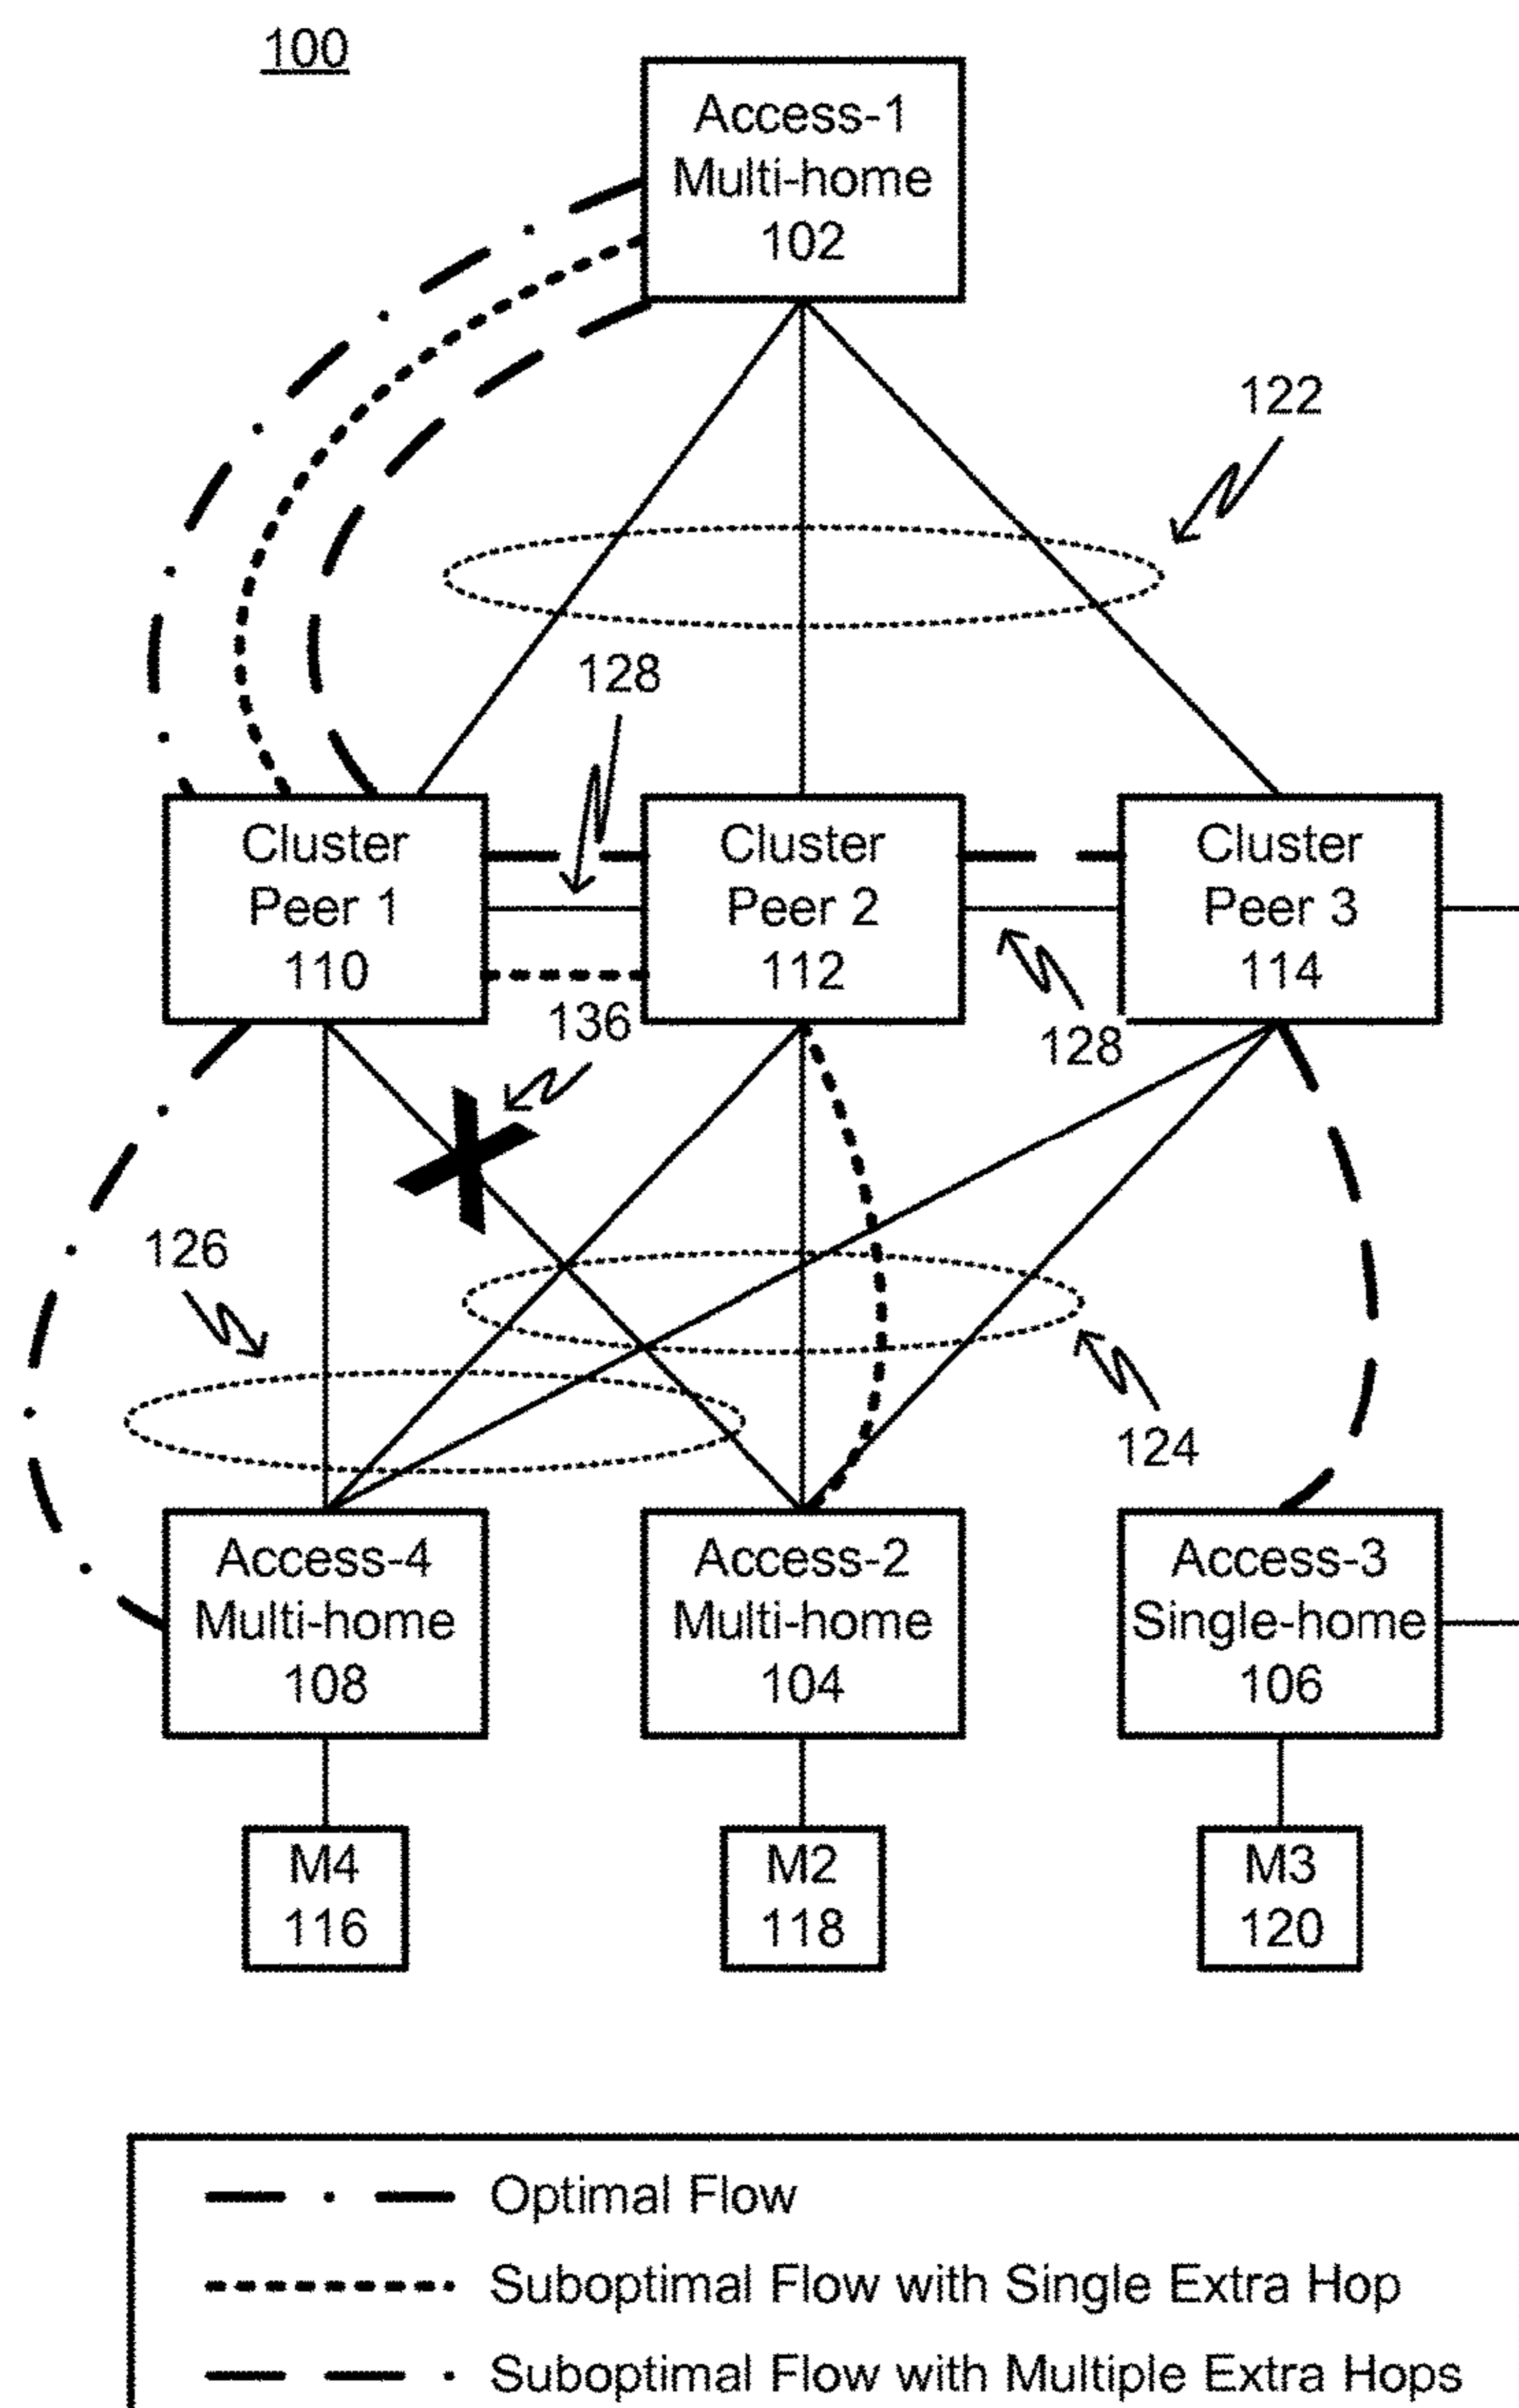 100
Access-1
Multi-home
102
122
128
Cluster
Peer 1
110
Cluster
Peer 2
112
Cluster
Peer 3
114
136
128
126
124
Access-4
Multi-home
108
Access-2
Multi-home
104
Access-3
Single-home
106
M4
116
M2
118
M3
120
Optimal Flow
Suboptimal Flow with Single Extra Hop
Suboptimal Flow with Multiple Extra Hops